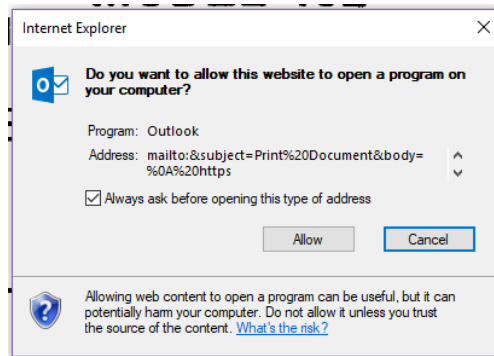 Internet Explorer
Do you want to allow this website to open a program on
your computer?
Program: Outlook
Address: mailto:&subject=Print%20Document&body=
%0A%20https
Always ask before opening this type of address
Allow Cancel
Allowing web content to open a program can be useful, but it can
potentially harm your computer. Do not allow it unless you trust
the source of the content. What's the risk?